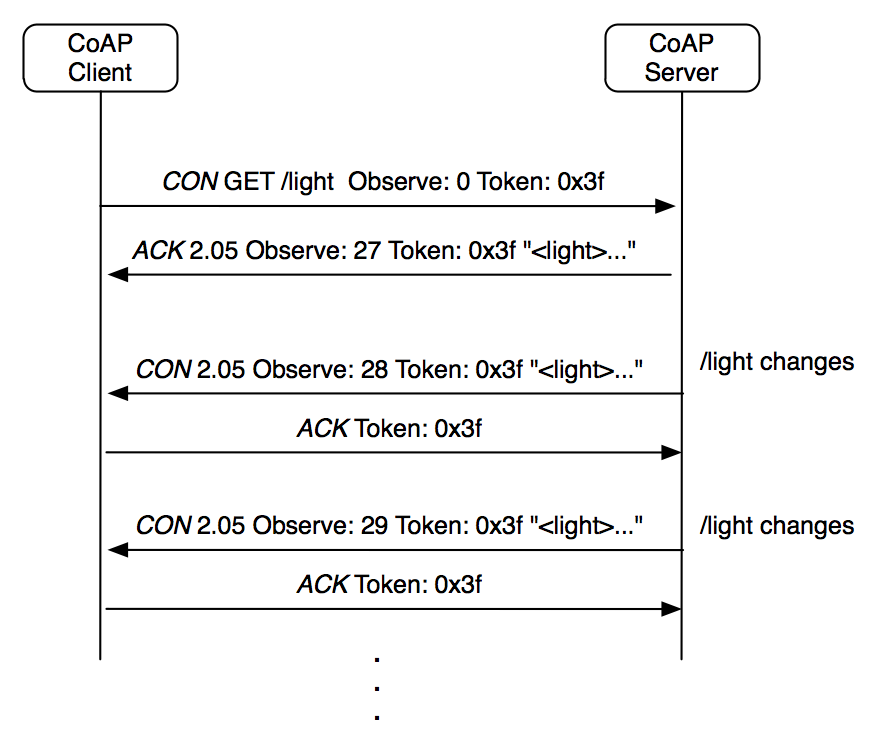 CoAP
Client
CoAP
Server
CON GET /light  Observe: 0 Token: 0x3f
ACK 2.05 Observe: 27 Token: 0x3f "<light>..."
CON 2.05 Observe: 28 Token: 0x3f "<light>..."
/light changes
ACK Token: 0x3f
CON 2.05 Observe: 29 Token: 0x3f "<light>..."
/light changes
ACK Token: 0x3f
.
.
.